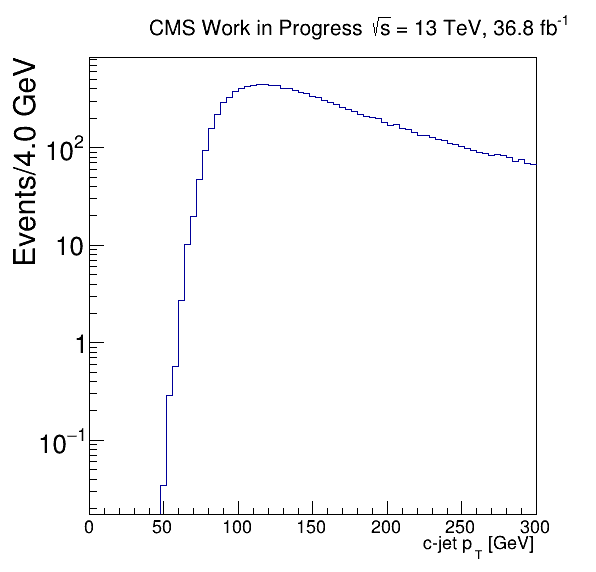 CMS Work in Progress √s = 13 TeV, 36.8 fb⁻¹
Events/4.0 GeV
10²
10
1
10⁻¹
0 50 100 150 200 250 300
c-jet p_T [GeV]